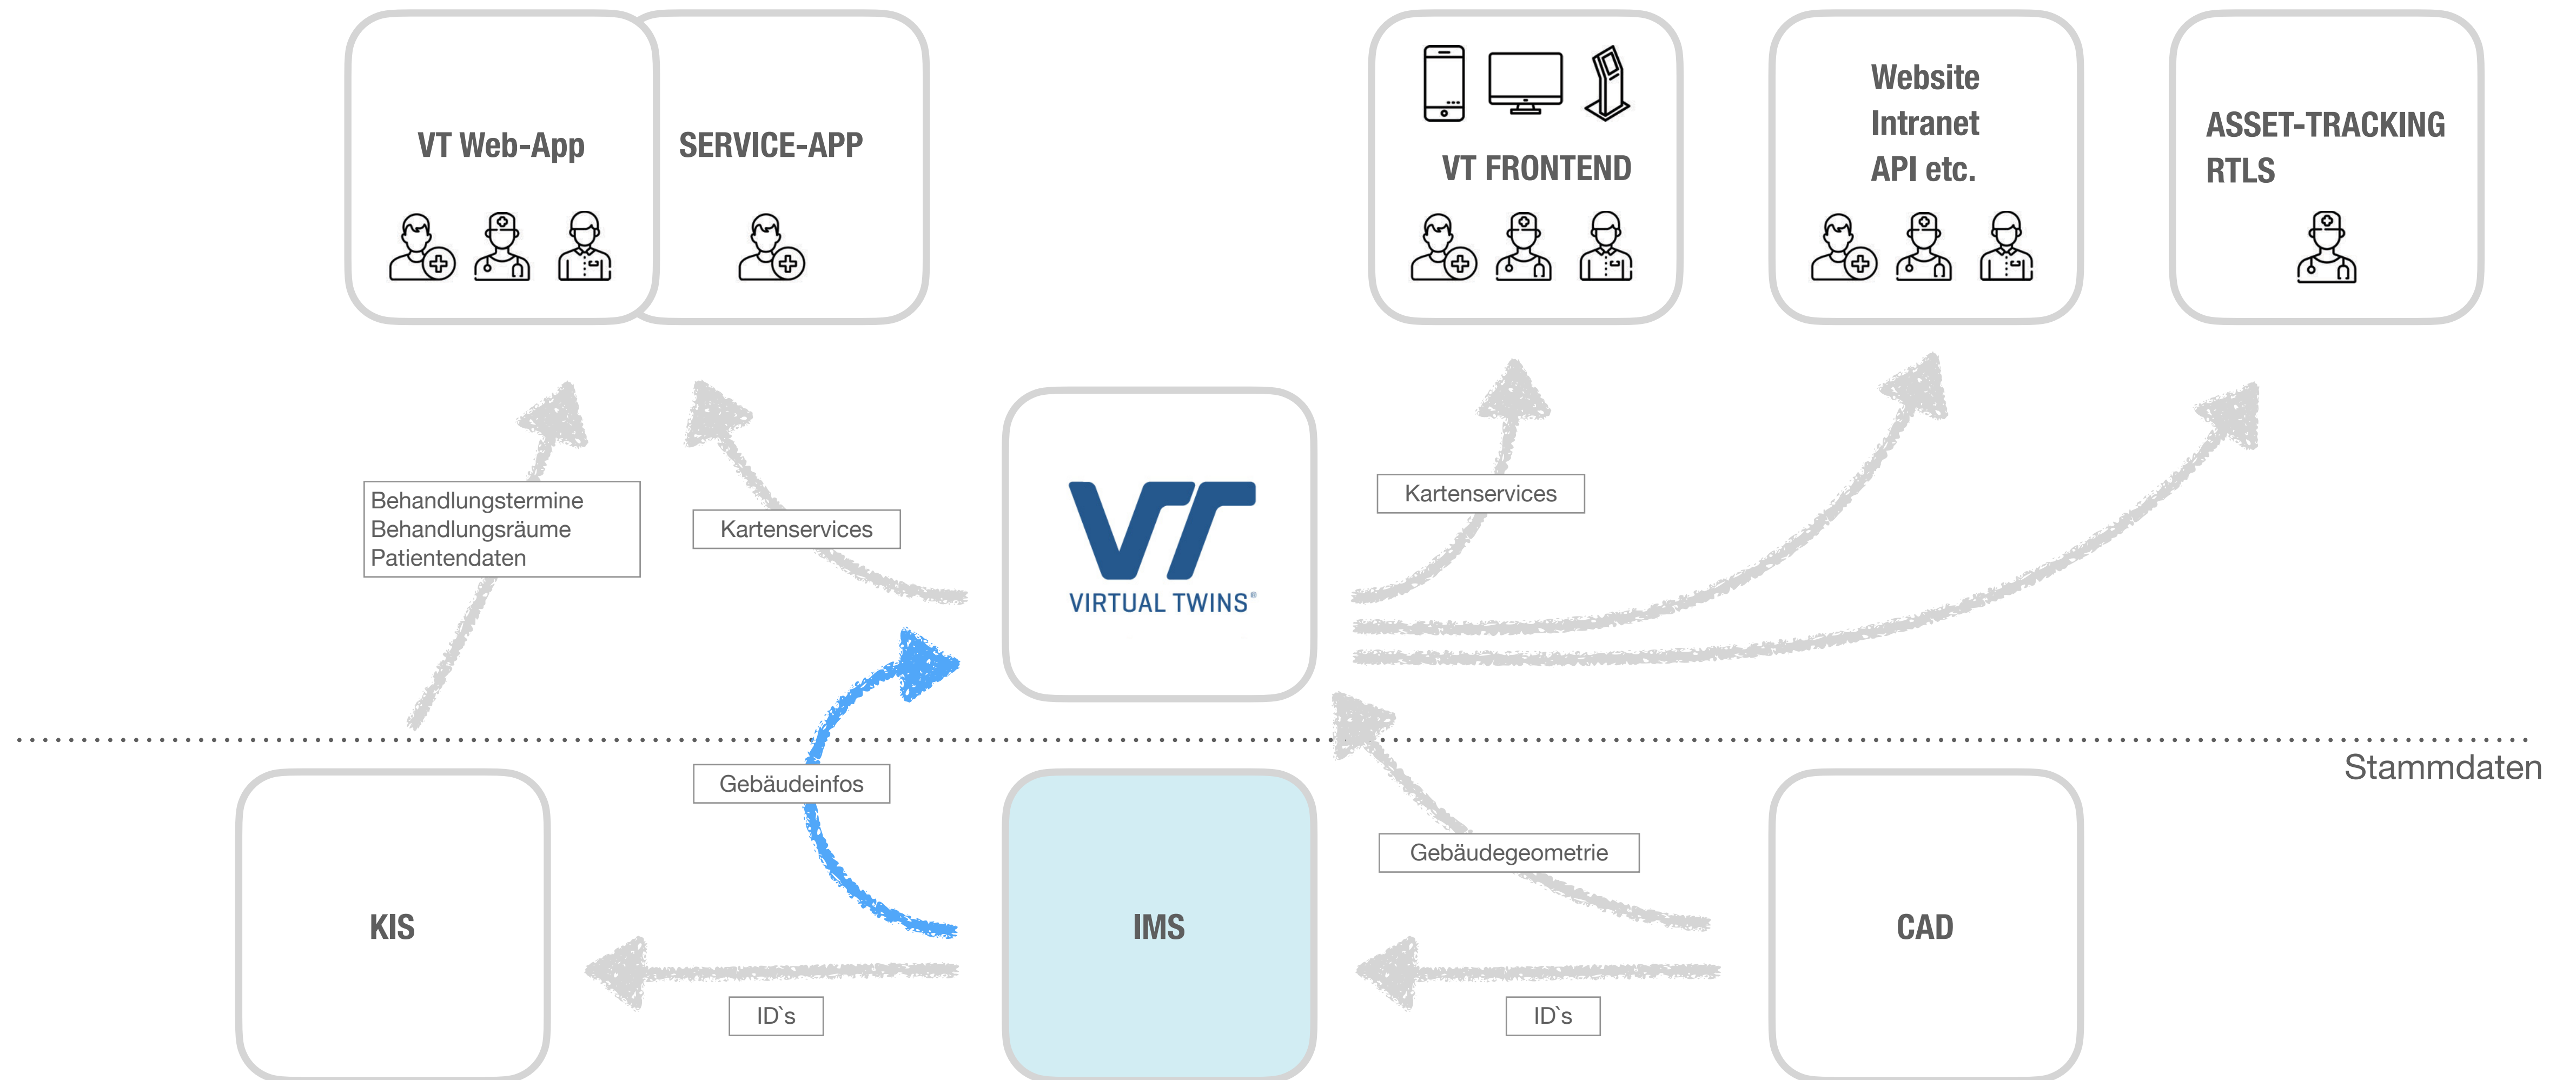 VT Web-App
SERVICE-APP
VT FRONTEND
Website
Intranet
API etc.
ASSET-TRACKING
RTLS
Behandlungstermine
Behandlungsräume
Patientendaten
Kartenservices
VT
VIRTUAL TWINS®
Kartenservices
Stammdaten
Gebäudeinfos
Gebäudegeometrie
KIS
IMS
CAD
ID`s
ID`s